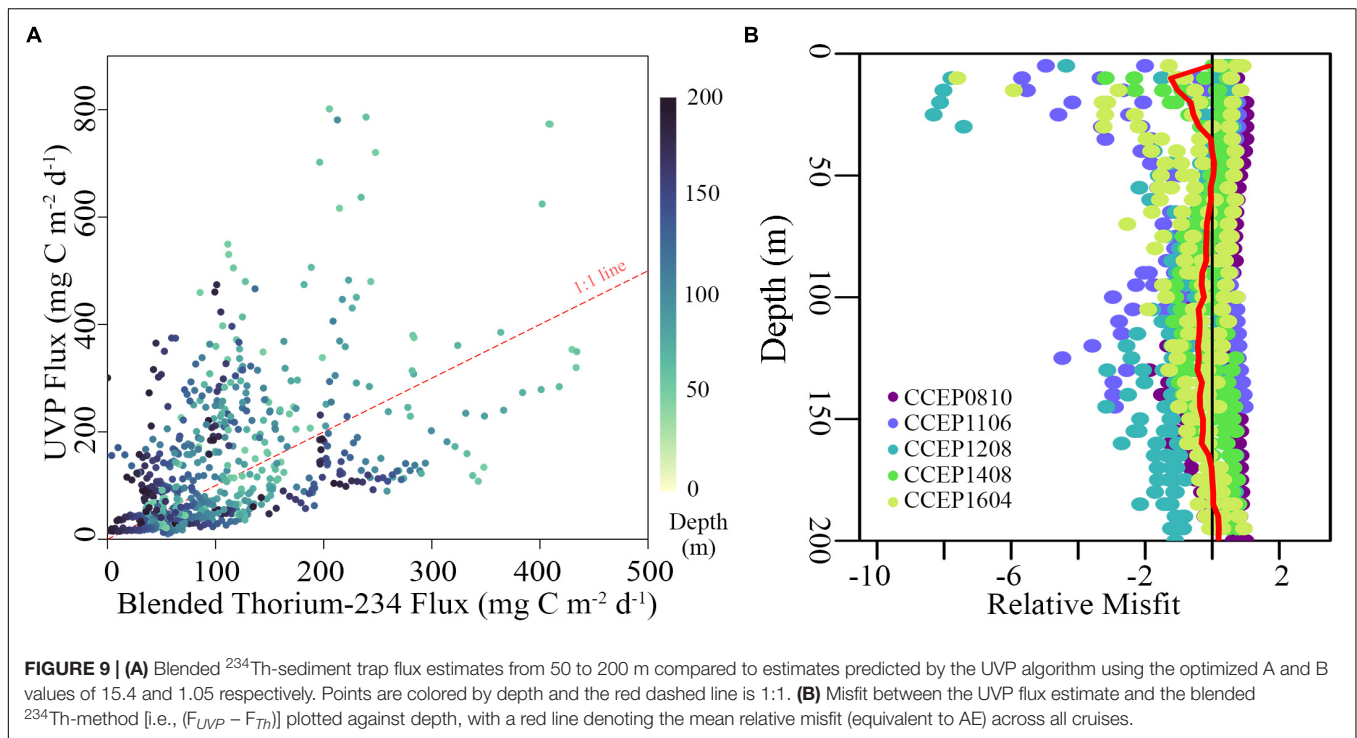 A
UVP Flux (mg C m⁻² d⁻¹)
800
600
400
200
0
0 100 200 300 400 500
Blended Thorium-234 Flux (mg C m⁻² d⁻¹)
1:1 line
200
150
100
50
0
Depth
(m)
B
Depth (m)
0
50
100
150
200
CCEP0810
CCEP1106
CCEP1208
CCEP1408
CCEP1604
-10 -6 -2 2
Relative Misfit
FIGURE 9 | (A) Blended ²³⁴Th-sediment trap flux estimates from 50 to 200 m compared to estimates predicted by the UVP algorithm using the optimized A and B
values of 15.4 and 1.05 respectively. Points are colored by depth and the red dashed line is 1:1. (B) Misfit between the UVP flux estimate and the blended
²³⁴Th-method [i.e., (F_UVP – F_Th)] plotted against depth, with a red line denoting the mean relative misfit (equivalent to AE) across all cruises.